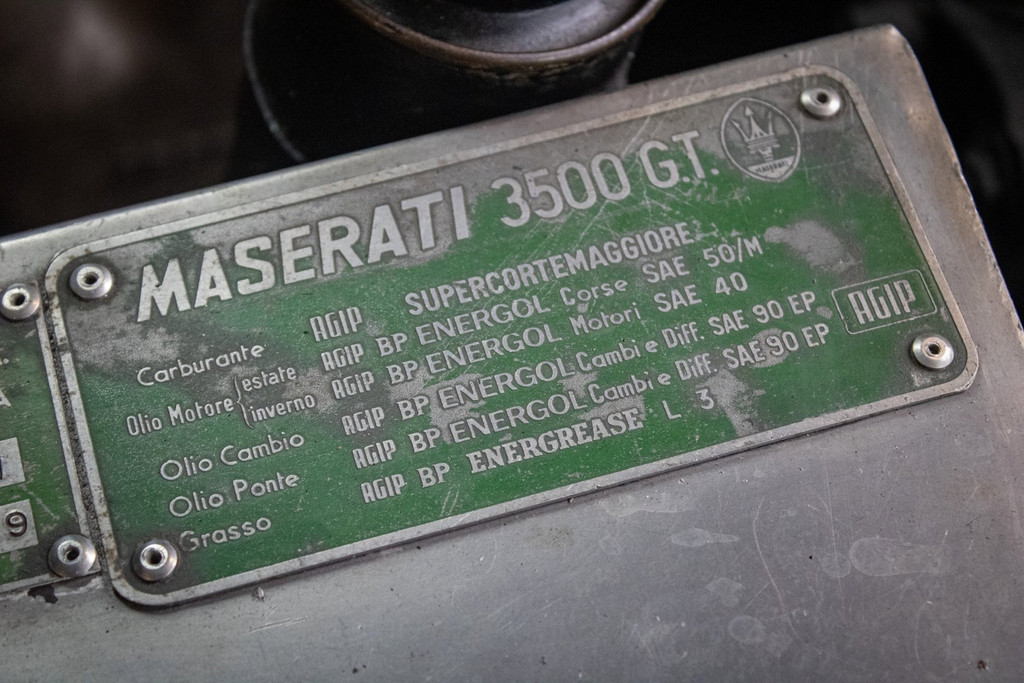 MASERATI 3500 G.T.
MASERATI
Carburante AGIP SUPERCORTEMAGGIORE
Olio Motore estate AGIP BP ENERGOL Corse SAE 50/M
inverno AGIP BP ENERGOL Motori SAE 40
Olio Cambio AGIP BP ENERGOL Cambi e Diff. SAE 90 EP
Olio Ponte AGIP BP ENERGOL Cambi e Diff. SAE 90 EP
Grasso AGIP BP ENERGREASE L 3
AGIP
A
9